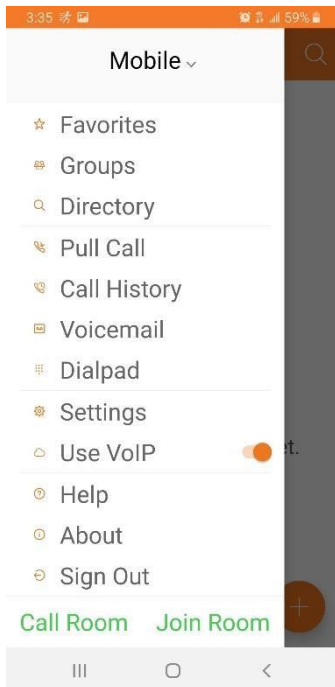 3:35 59%
Mobile
Favorites
Groups
Directory
Pull Call
Call History
Voicemail
Dialpad
Settings
Use VoIP
et.
Help
About
Sign Out
Call Room Join Room